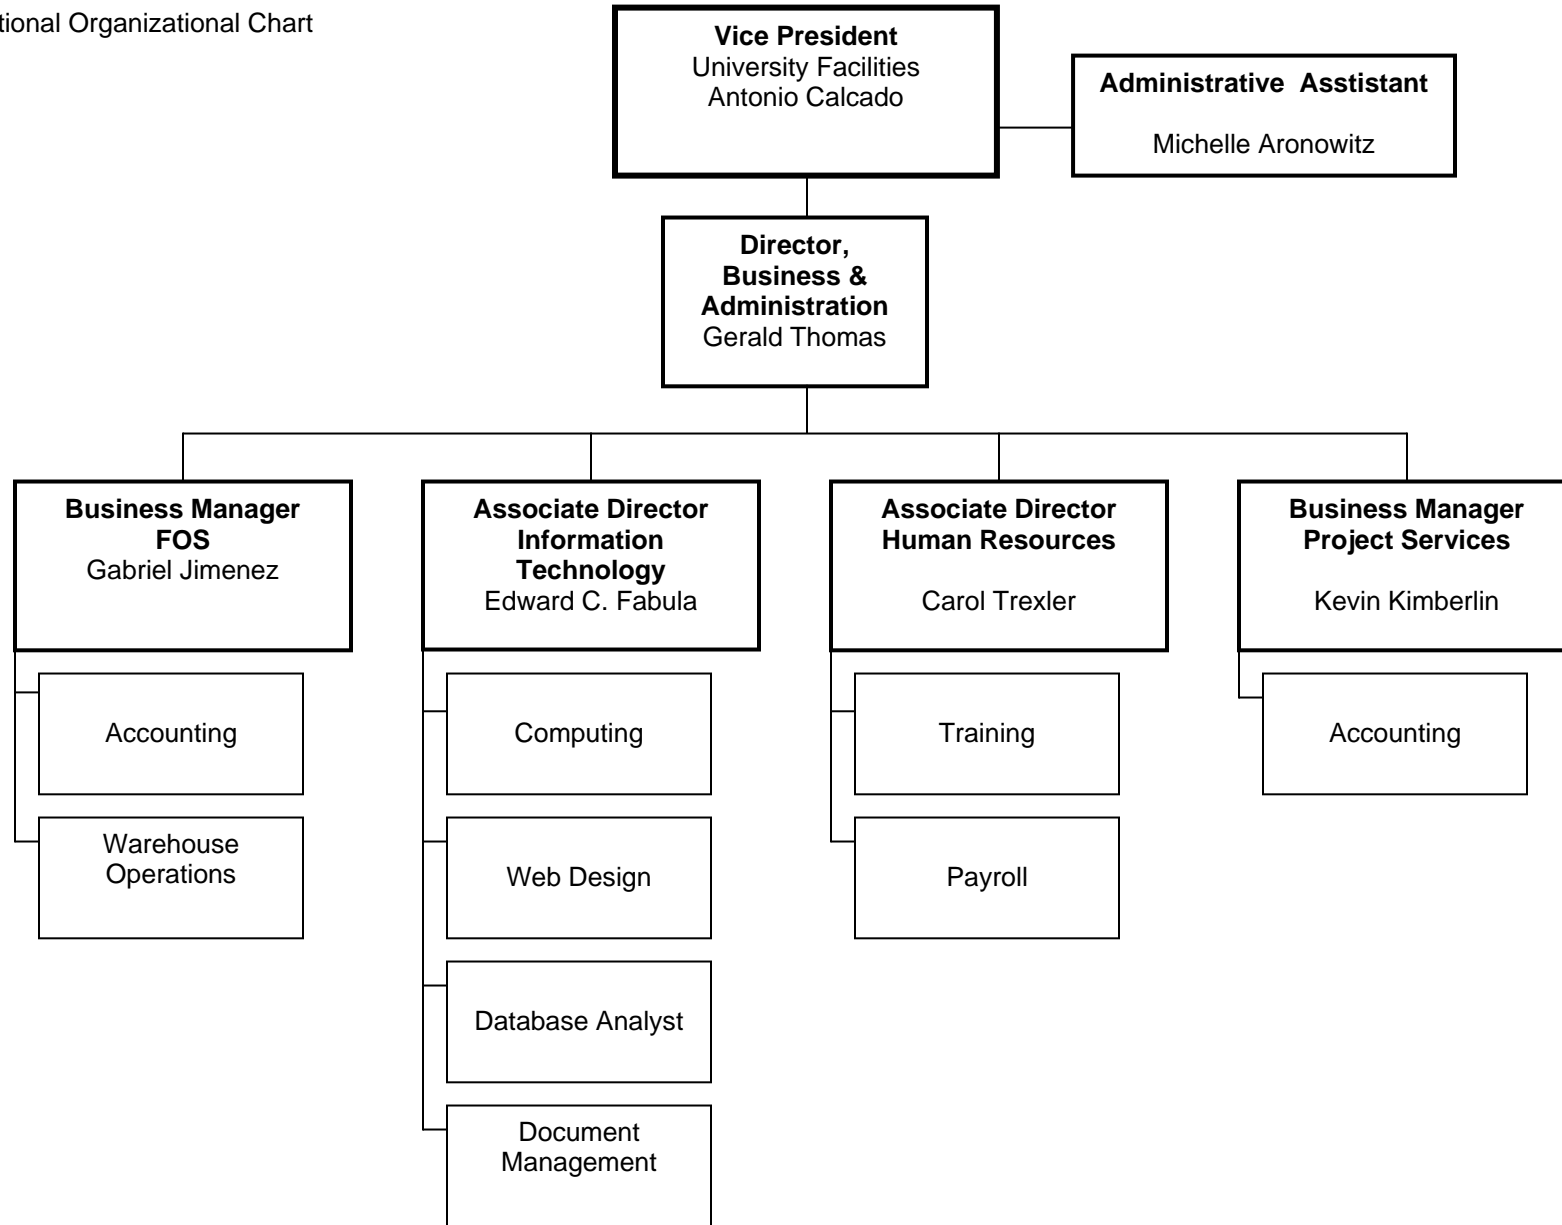 tional Organizational Chart
Vice President
University Facilities
Antonio Calcado
Administrative Asstistant
Michelle Aronowitz
Director,
Business &
Administration
Gerald Thomas
Business Manager
FOS
Gabriel Jimenez
Associate Director
Information
Technology
Edward C. Fabula
Associate Director
Human Resources
Carol Trexler
Business Manager
Project Services
Kevin Kimberlin
Accounting
Warehouse
Operations
Computing
Web Design
Database Analyst
Document
Management
Training
Payroll
Accounting